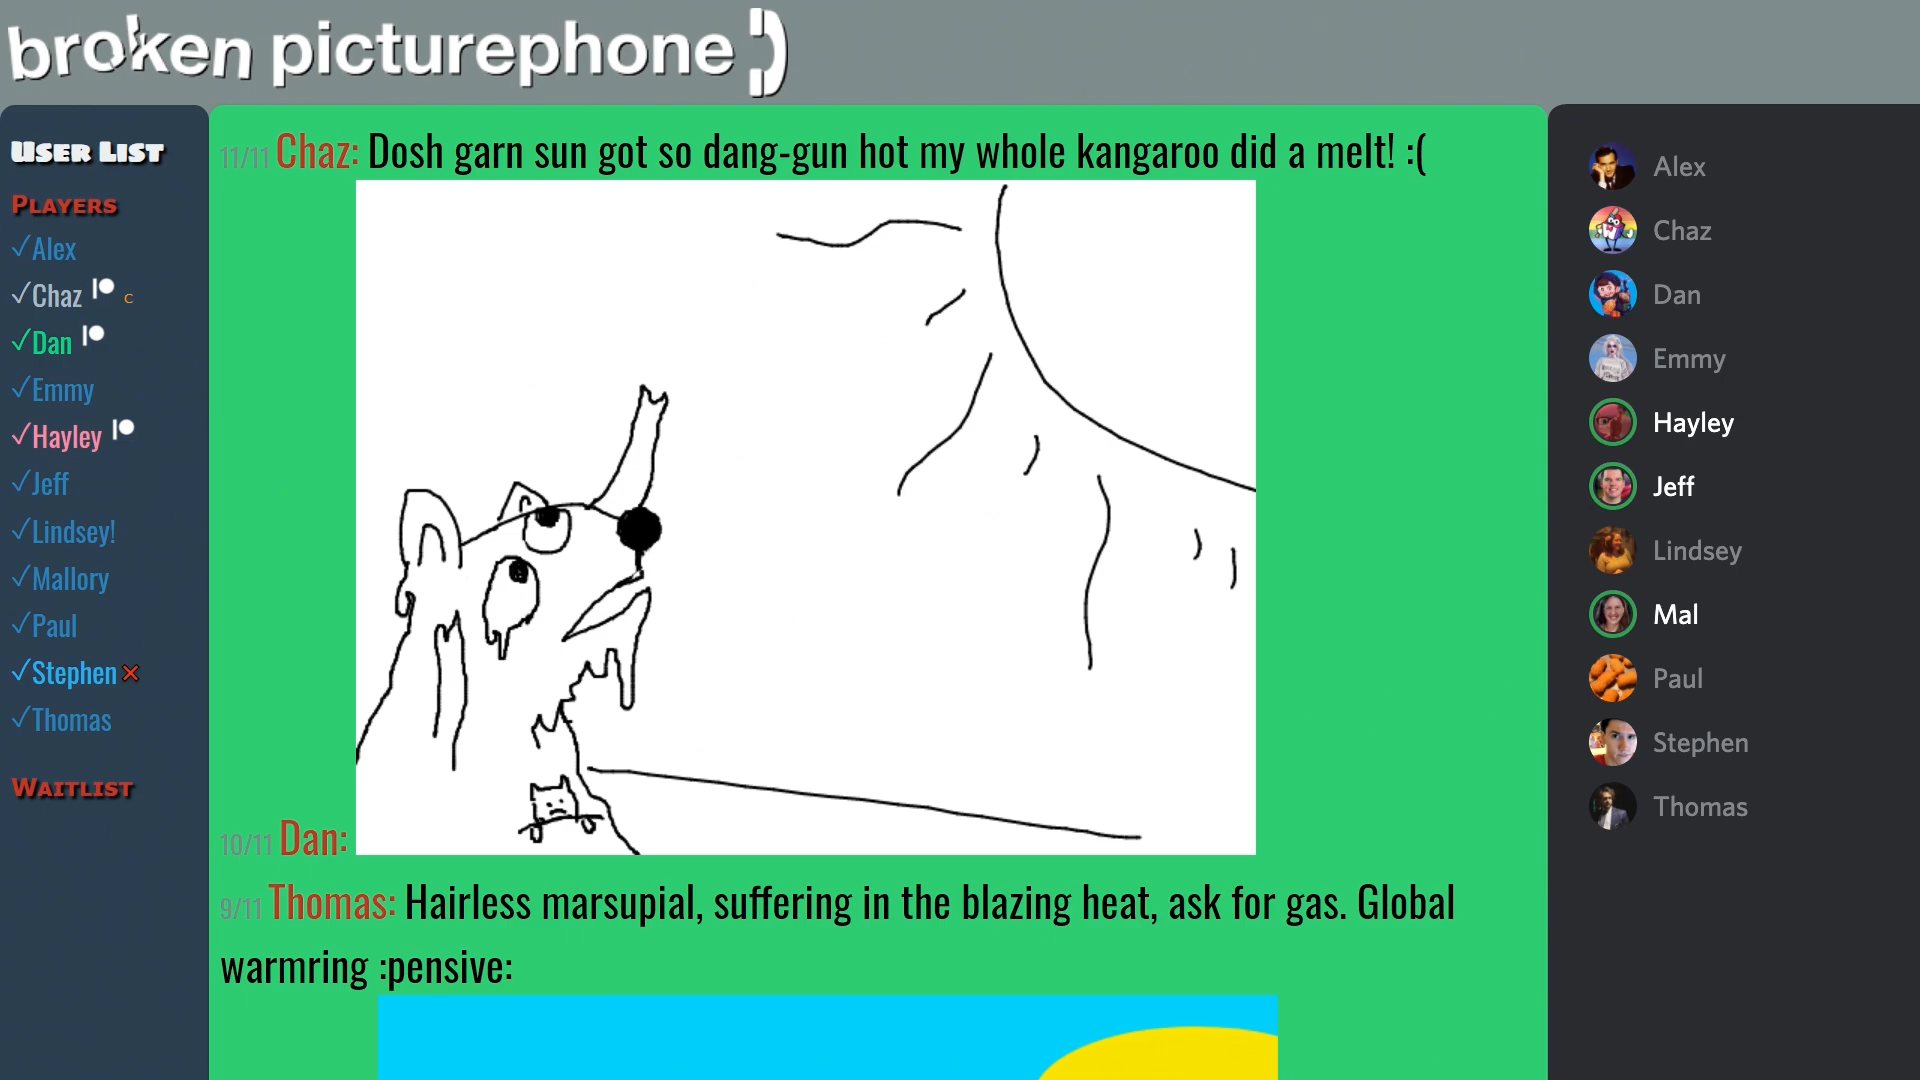 broken picturephone
USER LIST
PLAYERS
✓Alex
✓Chaz c
✓Dan
✓Emmy
✓Hayley
✓Jeff
✓Lindsey!
✓Mallory
✓Paul
✓Stephen ×
✓Thomas
WAITLIST
11/11 Chaz: Dosh garn sun got so dang-gun hot my whole kangaroo did a melt! :(
10/11 Dan:
9/11 Thomas: Hairless marsupial, suffering in the blazing heat, ask for gas. Global
warmring :pensive:
Alex
Chaz
Dan
Emmy
Hayley
Jeff
Lindsey
Mal
Paul
Stephen
Thomas